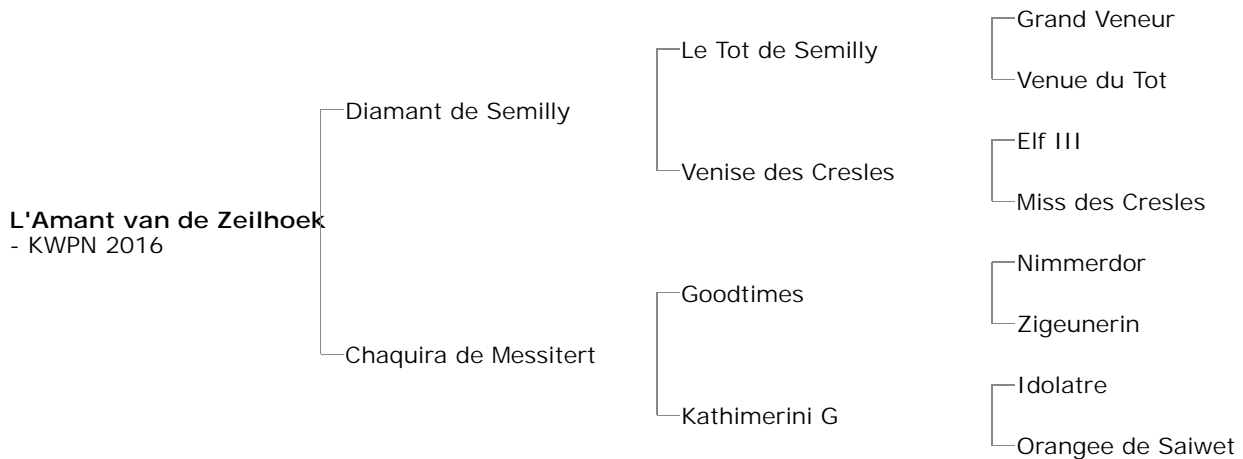 Grand Veneur
Le Tot de Semilly
Venue du Tot
Diamant de Semilly
Elf III
Venise des Cresles
Miss des Cresles
L'Amant van de Zeilhoek
- KWPN 2016
Nimmerdor
Goodtimes
Zigeunerin
Chaquira de Messitert
Idolatre
Kathimerini G
Orangee de Saiwet